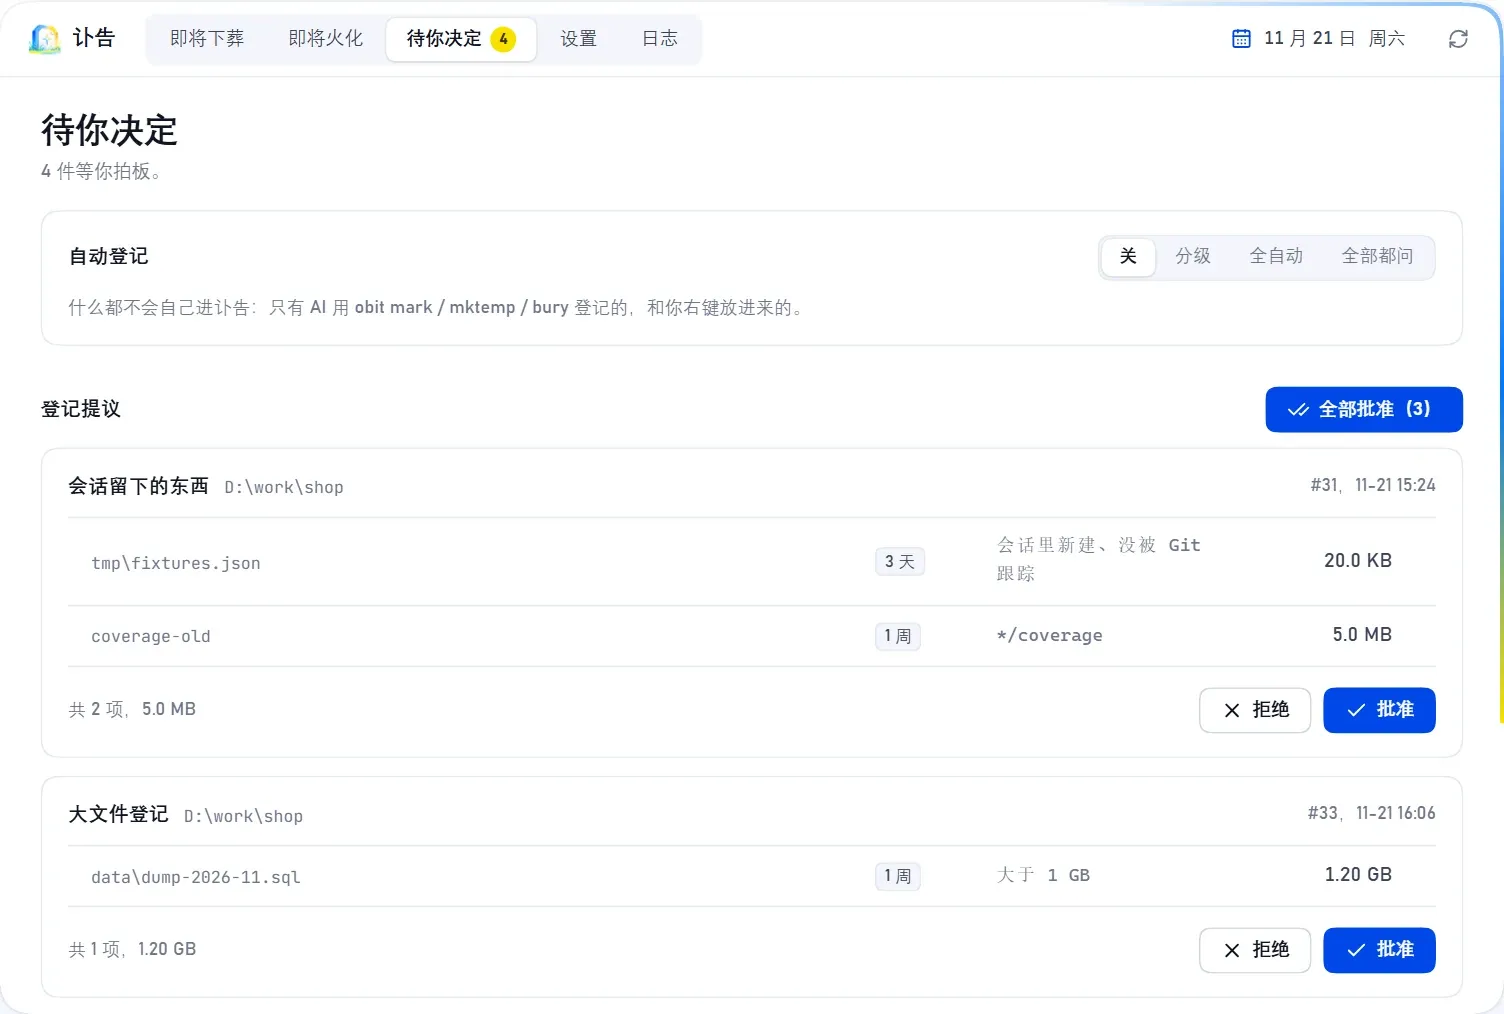 讣告 即将下葬 即将火化 待你决定 4 设置 日志 11 月 21 日 周六
待你决定
4 件等你拍板。
自动登记 关 分级 全自动 全部都问
什么都不会自己进讣告：只有 AI 用 obit mark / mktemp / bury 登记的，和你右键放进来的。
登记提议 全部批准（3）
会话留下的东西 D:\work\shop #31，11-21 15:24
tmp\fixtures.json 3 天 会话里新建、没被 Git
跟踪 20.0 KB
coverage-old 1 周 */coverage 5.0 MB
共 2 项，5.0 MB 拒绝 批准
大文件登记 D:\work\shop #33，11-21 16:06
data\dump-2026-11.sql 1 周 大于 1 GB 1.20 GB
共 1 项，1.20 GB 拒绝 批准